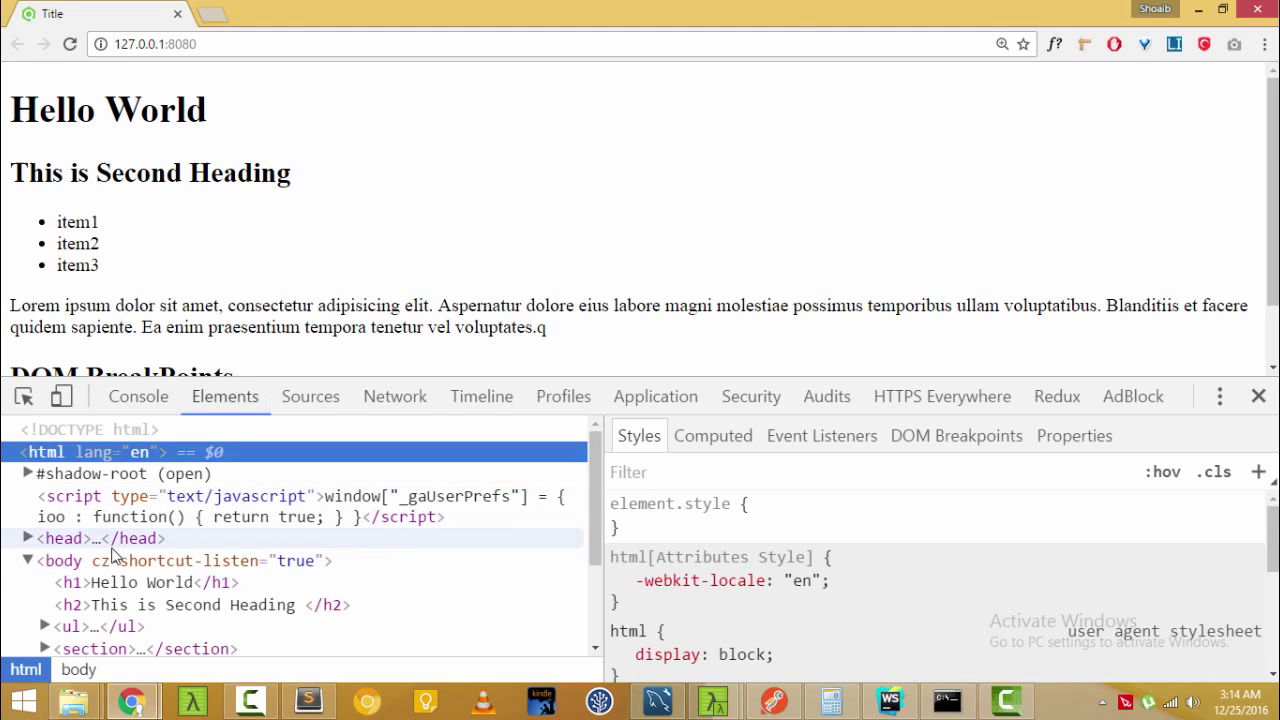 Title
Shoaib
127.0.0.1:8080
f?
LI
Hello World
This is Second Heading
item1
item2
item3
Lorem ipsum dolor sit amet, consectetur adipisicing elit. Aspernatur dolore eius labore magni molestiae possimus temporibus ullam voluptatibus. Blanditiis et facere
quidem sapiente. Ea enim praesentium tempora tenetur vel voluptates.q
DOM BreakPoints
Console Elements Sources Network Timeline Profiles Application Security Audits HTTPS Everywhere Redux AdBlock
<!DOCTYPE html>
<html lang="en"> == $0
#shadow-root (open)
<script type="text/javascript">window["_gaUserPrefs"] = {
ioo : function() { return true; } }</script>
<head>…</head>
<body cz-shortcut-listen="true">
<h1>Hello World</h1>
<h2>This is Second Heading </h2>
<ul>…</ul>
<section>…</section>
html body
Styles Computed Event Listeners DOM Breakpoints Properties
Filter :hov .cls +
element.style {
}
html[Attributes Style] {
-webkit-locale: "en";
}
html { user agent stylesheet
display: block;
}
Activate Windows
Go to PC settings to activate Windows.
kindle
WS
3:14 AM
12/25/2016